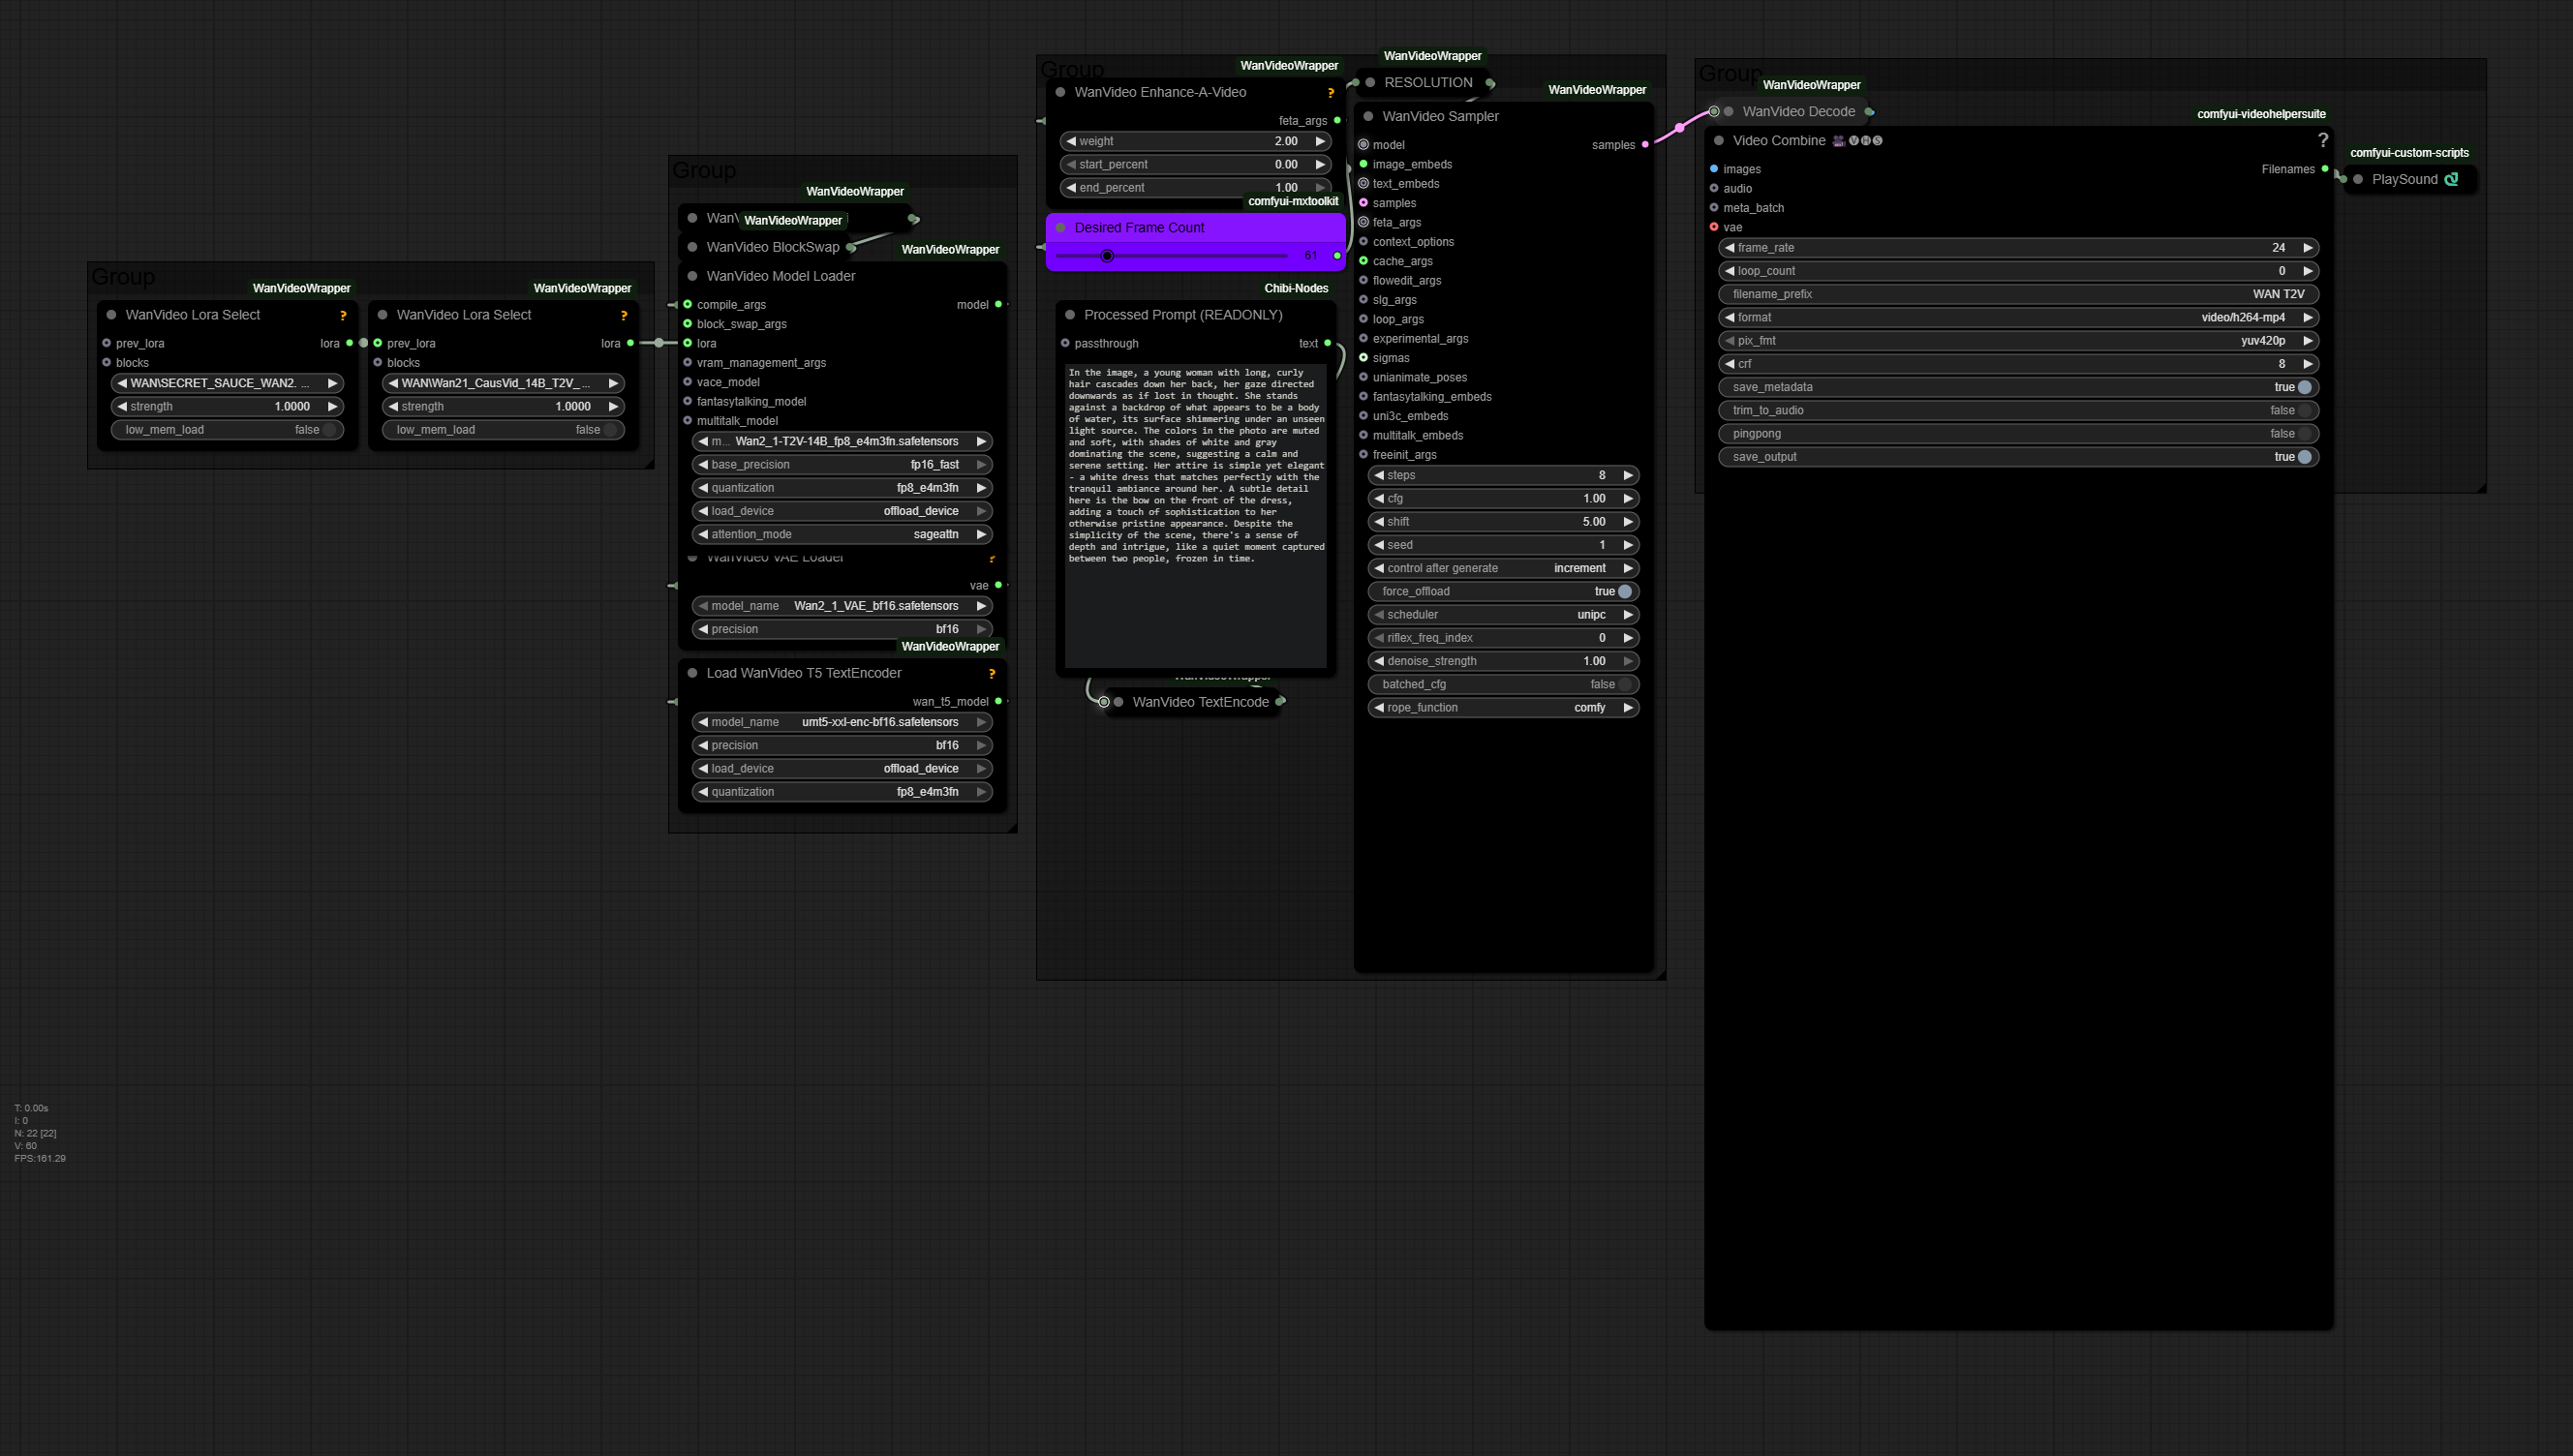 Group
WanVideoWrapper
WanVideo Lora Select
?
prev_lora
lora
blocks
WAN\SECRET_SAUCE_WAN2. ...
strength
1.0000
low_mem_load
false
WanVideoWrapper
WanVideo Lora Select
?
prev_lora
lora
blocks
WAN\Wan21_CausVid_14B_T2V_ ...
strength
1.0000
low_mem_load
false
Group
WanVideoWrapper
WanVideoWrapper
WanVideo BlockSwap
WanVideoWrapper
WanVideo Model Loader
compile_args
model
block_swap_args
lora
vram_management_args
vace_model
fantasytalking_model
multitalk_model
m... Wan2_1-T2V-14B_fp8_e4m3fn.safetensors
base_precision
fp16_fast
quantization
fp8_e4m3fn
load_device
offload_device
attention_mode
sageattn
WanVideo VAE Loader
?
vae
model_name
Wan2_1_VAE_bf16.safetensors
precision
bf16
WanVideoWrapper
Load WanVideo T5 TextEncoder
?
wan_t5_model
model_name
umt5-xxl-enc-bf16.safetensors
precision
bf16
load_device
offload_device
quantization
fp8_e4m3fn
Group
WanVideoWrapper
WanVideo Enhance-A-Video
?
feta_args
weight
2.00
start_percent
0.00
end_percent
1.00
comfyui-mxtoolkit
Desired Frame Count
61
Chibi-Nodes
Processed Prompt (READONLY)
passthrough
text
In the image, a young woman with long, curly
hair cascades down her back, her gaze directed
downwards as if lost in thought. She stands
against a backdrop of what appears to be a body
of water, its surface shimmering under an unseen
light source. The colors in the photo are muted
and soft, with shades of white and gray
dominating the scene, suggesting a calm and
serene setting. Her attire is simple yet elegant
- a white dress that matches perfectly with the
tranquil ambiance around her. A subtle detail
here is the bow on the front of the dress,
adding a touch of sophistication to her
otherwise pristine appearance. Despite the
simplicity of the scene, there's a sense of
depth and intrigue, like a quiet moment captured
between two people, frozen in time.
WanVideoWrapper
WanVideo TextEncode
WanVideoWrapper
RESOLUTION
WanVideoWrapper
WanVideo Sampler
model
samples
image_embeds
text_embeds
samples
feta_args
context_options
cache_args
flowedit_args
slg_args
loop_args
experimental_args
sigmas
unianimate_poses
fantasytalking_embeds
uni3c_embeds
multitalk_embeds
freeinit_args
steps
8
cfg
1.00
shift
5.00
seed
1
control after generate
increment
force_offload
true
scheduler
unipc
riflex_freq_index
0
denoise_strength
1.00
batched_cfg
false
rope_function
comfy
Group
WanVideoWrapper
WanVideo Decode
comfyui-videohelpersuite
Video Combine 🎥🅥🅗🅢
?
images
Filenames
audio
meta_batch
vae
frame_rate
24
loop_count
0
filename_prefix
WAN T2V
format
video/h264-mp4
pix_fmt
yuv420p
crf
8
save_metadata
true
trim_to_audio
false
pingpong
false
save_output
true
comfyui-custom-scripts
PlaySound
T: 0.00s
I: 0
N: 22 [22]
V: 60
FPS:161.29